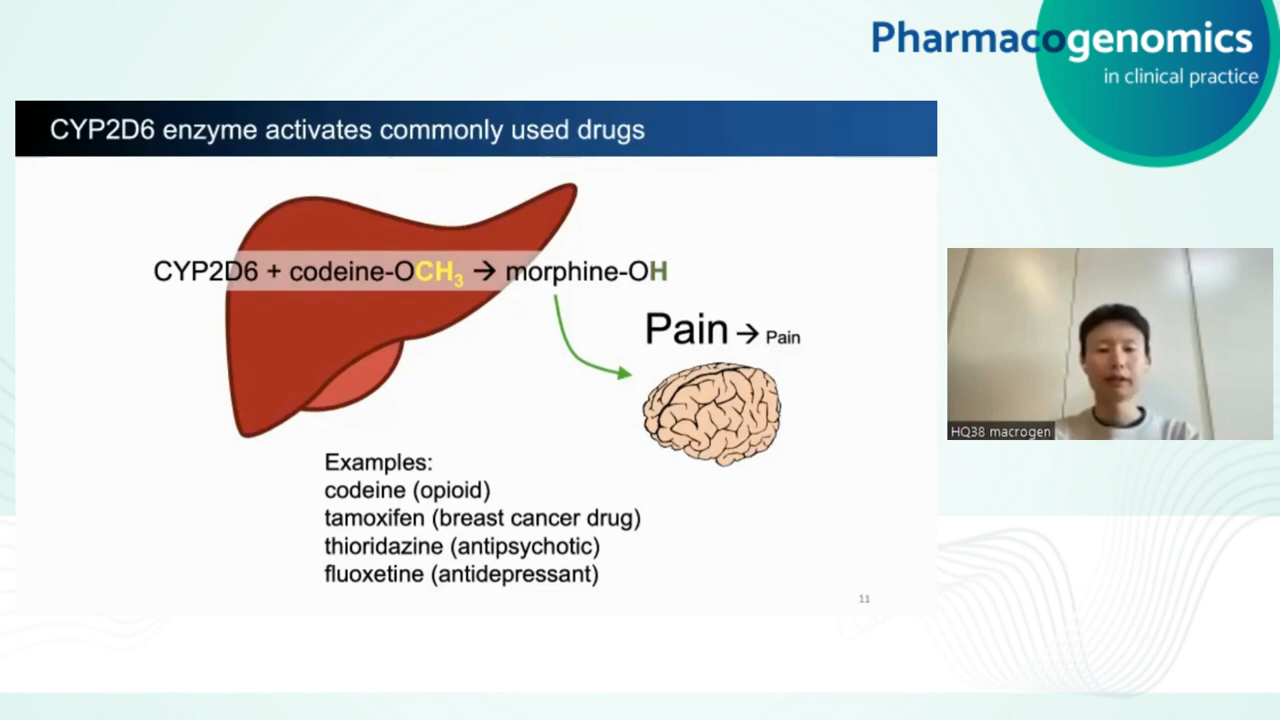 Pharmacogenomics
in clinical practice
CYP2D6 enzyme activates commonly used drugs
CYP2D6 + codeine-OCH₃ → morphine-OH
Pain → Pain
Examples:
codeine (opioid)
tamoxifen (breast cancer drug)
thioridazine (antipsychotic)
fluoxetine (antidepressant)
11
HQ38 macrogen